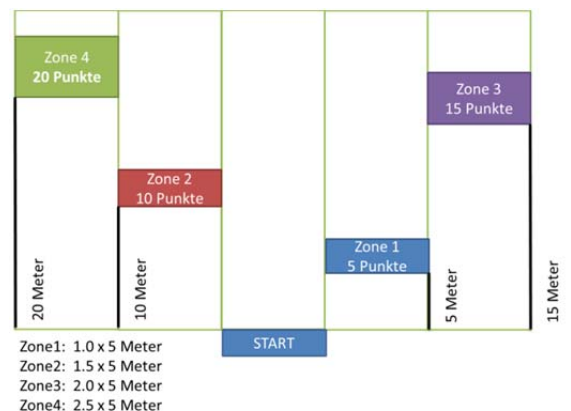 Zone 4
20 Punkte
Zone 3
15 Punkte
Zone 2
10 Punkte
Zone 1
5 Punkte
20 Meter
10 Meter
5 Meter
15 Meter
START
Zone1: 1.0 x 5 Meter
Zone2: 1.5 x 5 Meter
Zone3: 2.0 x 5 Meter
Zone4: 2.5 x 5 Meter